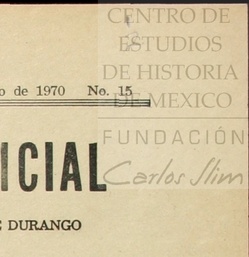 CENTRO DE
ESTUDIOS
DE HISTORIA
DE MEXICO
FUNDACIÓN
Carlos Slim
o de 1970 No. 15
ICIAL
DURANGO